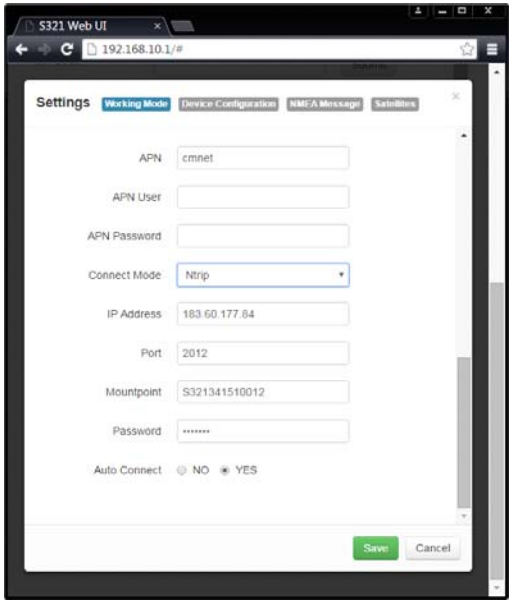 S321 Web UI
192.168.10.1/#
Settings Working Mode Device Configuration NMEA Message Satellites
APN cmnet
APN User
APN Password
Connect Mode Ntrip
IP Address 183.60.177.84
Port 2012
Mountpoint S321341510012
Password •••••••
Auto Connect NO YES
Save Cancel